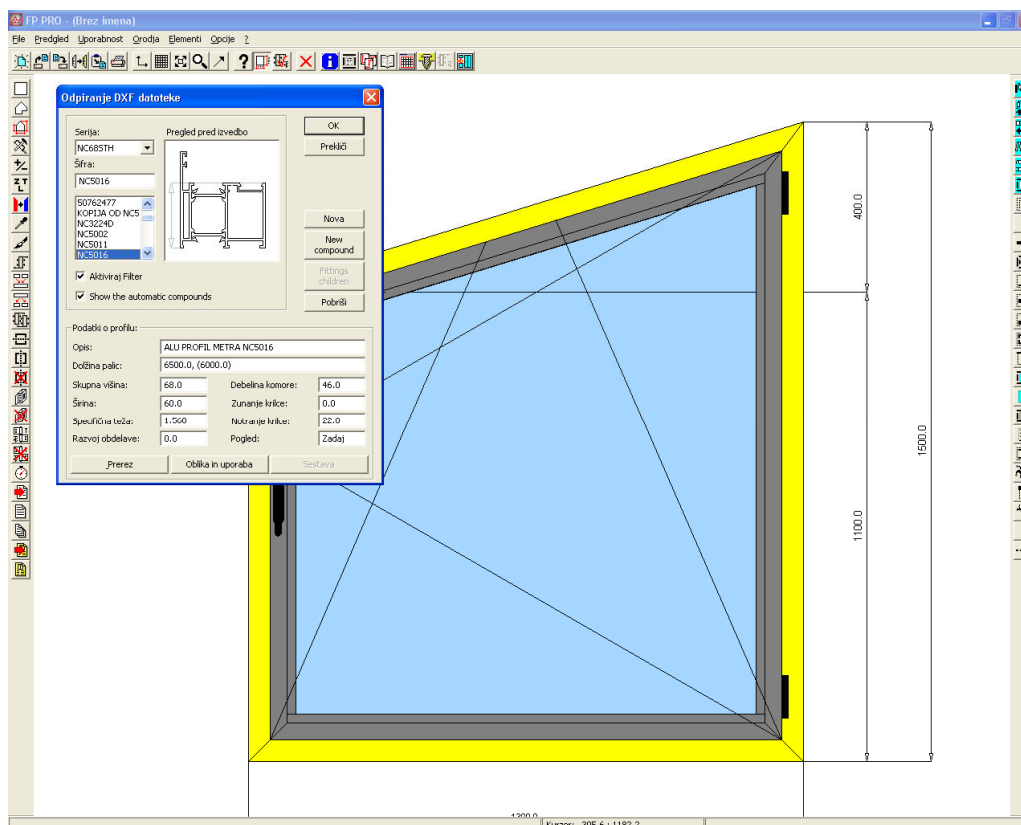 FP PRO - (Brez imena)
File Predgled Uporabnost Orodja Elementi Opcije ?
Odpiranje DXF datoteke
Serija:
Pregled pred izvedbo
OK
NC68STH
Prekliči
Šifra:
NC5016
50762477
KOPIJA OD NC5
NC3224D
NC5002
NC5011
NC5016
Nova
New compound
Fittings children
Pobriši
Aktiviraj Filter
Show the automatic compounds
Podatki o profilu:
Opis: ALU PROFIL METRA NC5016
Dolžina palic: 6500.0, (6000.0)
Skupna višina: 68.0 Debelina komore: 46.0
Širina: 60.0 Zunanje krilce: 0.0
Specifična teža: 1.560 Notranje krilce: 22.0
Razvoj obdelave: 0.0 Pogled: Zadaj
Prerez Oblika in uporaba Sestava
400.0
1100.0
1500.0